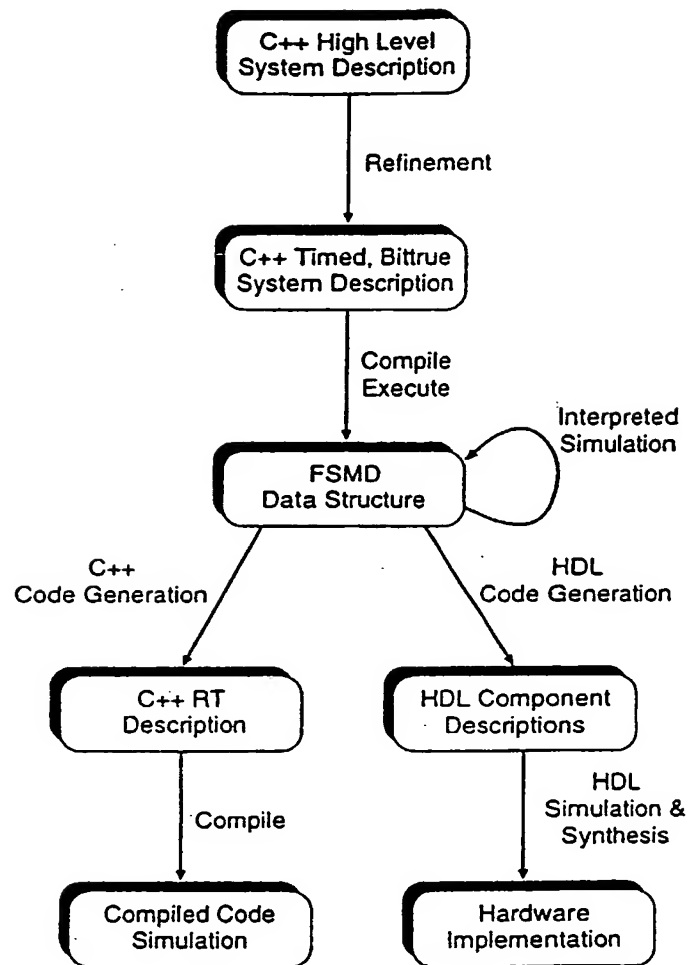 C++ High Level
System Description
Refinement
C++ Timed, Bittrue
System Description
Compile
Execute
Interpreted
Simulation
FSMD
Data Structure
C++
Code Generation
HDL
Code Generation
C++ RT
Description
HDL Component
Descriptions
Compile
HDL
Simulation &
Synthesis
Compiled Code
Simulation
Hardware
Implementation